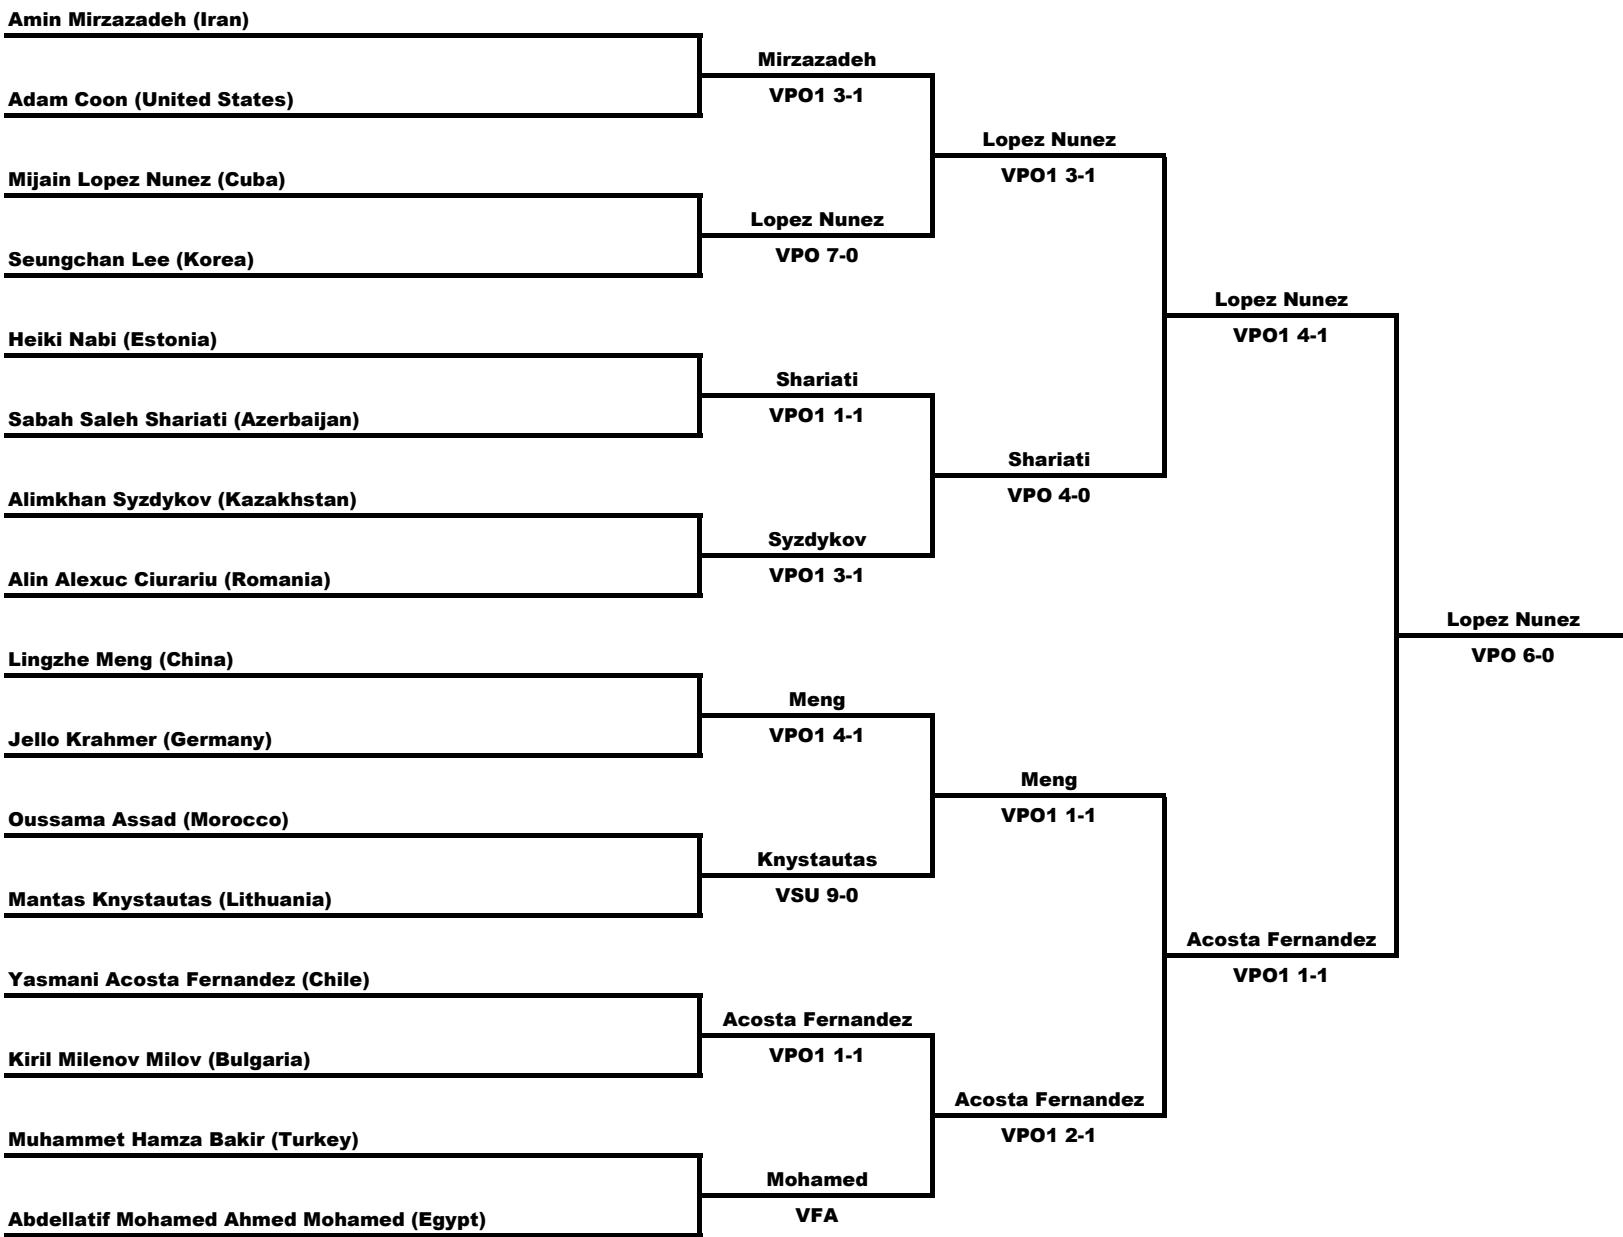 Amin Mirzazadeh (Iran)
Mirzazadeh
Adam Coon (United States)
VPO1 3-1
Lopez Nunez
Mijain Lopez Nunez (Cuba)
VPO1 3-1
Lopez Nunez
Seungchan Lee (Korea)
VPO 7-0
Lopez Nunez
Heiki Nabi (Estonia)
VPO1 4-1
Shariati
Sabah Saleh Shariati (Azerbaijan)
VPO1 1-1
Shariati
Alimkhan Syzdykov (Kazakhstan)
VPO 4-0
Syzdykov
Alin Alexuc Ciurariu (Romania)
VPO1 3-1
Lopez Nunez
Lingzhe Meng (China)
VPO 6-0
Meng
Jello Krahmer (Germany)
VPO1 4-1
Meng
Oussama Assad (Morocco)
VPO1 1-1
Knystautas
Mantas Knystautas (Lithuania)
VSU 9-0
Acosta Fernandez
Yasmani Acosta Fernandez (Chile)
VPO1 1-1
Acosta Fernandez
Kiril Milenov Milov (Bulgaria)
VPO1 1-1
Acosta Fernandez
Muhammet Hamza Bakir (Turkey)
VPO1 2-1
Mohamed
Abdellatif Mohamed Ahmed Mohamed (Egypt)
VFA